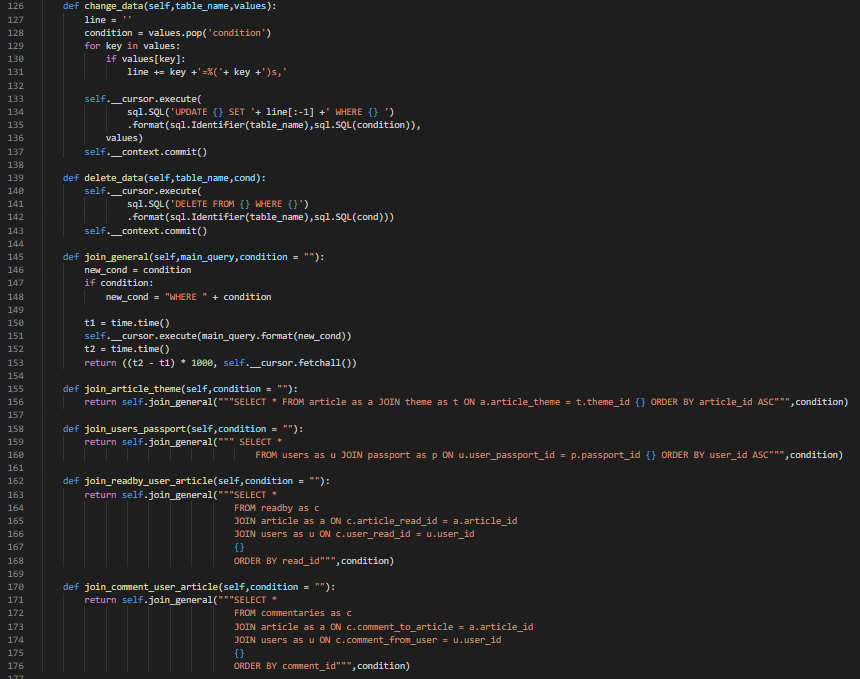 126 def change_data(self,table_name,values):
127 line = ''
128 condition = values.pop('condition')
129 for key in values:
130 if values[key]:
131 line += key +'=%('+ key +')s,'
132
133 self.__cursor.execute(
134 sql.SQL('UPDATE {} SET '+ line[:-1] +' WHERE {} ')
135 .format(sql.Identifier(table_name),sql.SQL(condition)),
136 values)
137 self.__context.commit()
138
139 def delete_data(self,table_name,cond):
140 self.__cursor.execute(
141 sql.SQL('DELETE FROM {} WHERE {}')
142 .format(sql.Identifier(table_name),sql.SQL(cond)))
143 self.__context.commit()
144
145 def join_general(self,main_query,condition = ""):
146 new_cond = condition
147 if condition:
148 new_cond = "WHERE " + condition
149
150 t1 = time.time()
151 self.__cursor.execute(main_query.format(new_cond))
152 t2 = time.time()
153 return ((t2 - t1) * 1000, self.__cursor.fetchall())
154
155 def join_article_theme(self,condition = ""):
156 return self.join_general("""SELECT * FROM article as a JOIN theme as t ON a.article_theme = t.theme_id {} ORDER BY article_id ASC""",condition)
157
158 def join_users_passport(self,condition = ""):
159 return self.join_general(""" SELECT *
160 FROM users as u JOIN passport as p ON u.user_passport_id = p.passport_id {} ORDER BY user_id ASC""",condition)
161
162 def join_readby_user_article(self,condition = ""):
163 return self.join_general("""SELECT *
164 FROM readby as c
165 JOIN article as a ON c.article_read_id = a.article_id
166 JOIN users as u ON c.user_read_id = u.user_id
167 {}
168 ORDER BY read_id""",condition)
169
170 def join_comment_user_article(self,condition = ""):
171 return self.join_general("""SELECT *
172 FROM commentaries as c
173 JOIN article as a ON c.comment_to_article = a.article_id
174 JOIN users as u ON c.comment_from_user = u.user_id
175 {}
176 ORDER BY comment_id""",condition)
177